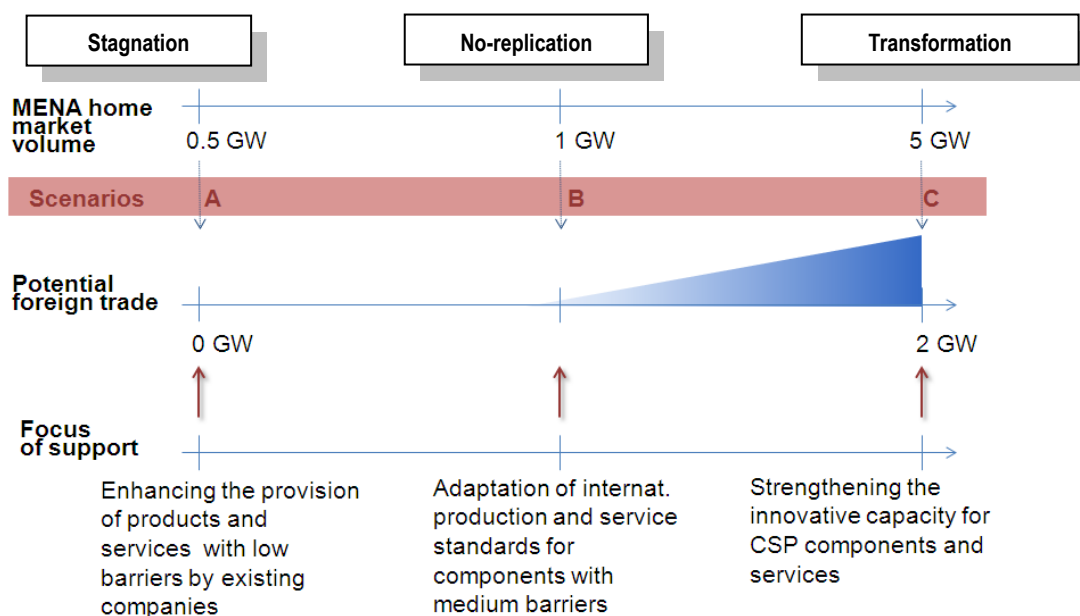 Stagnation
No-replication
Transformation
MENA home
market
volume
0.5 GW
1 GW
5 GW
Scenarios
A
B
C
Potential
foreign trade
0 GW
2 GW
Focus
of support
Enhancing the provision
of products and
services with low
barriers by existing
companies
Adaptation of internat.
production and service
standards for
components with
medium barriers
Strengthening the
innovative capacity for
CSP components and
services